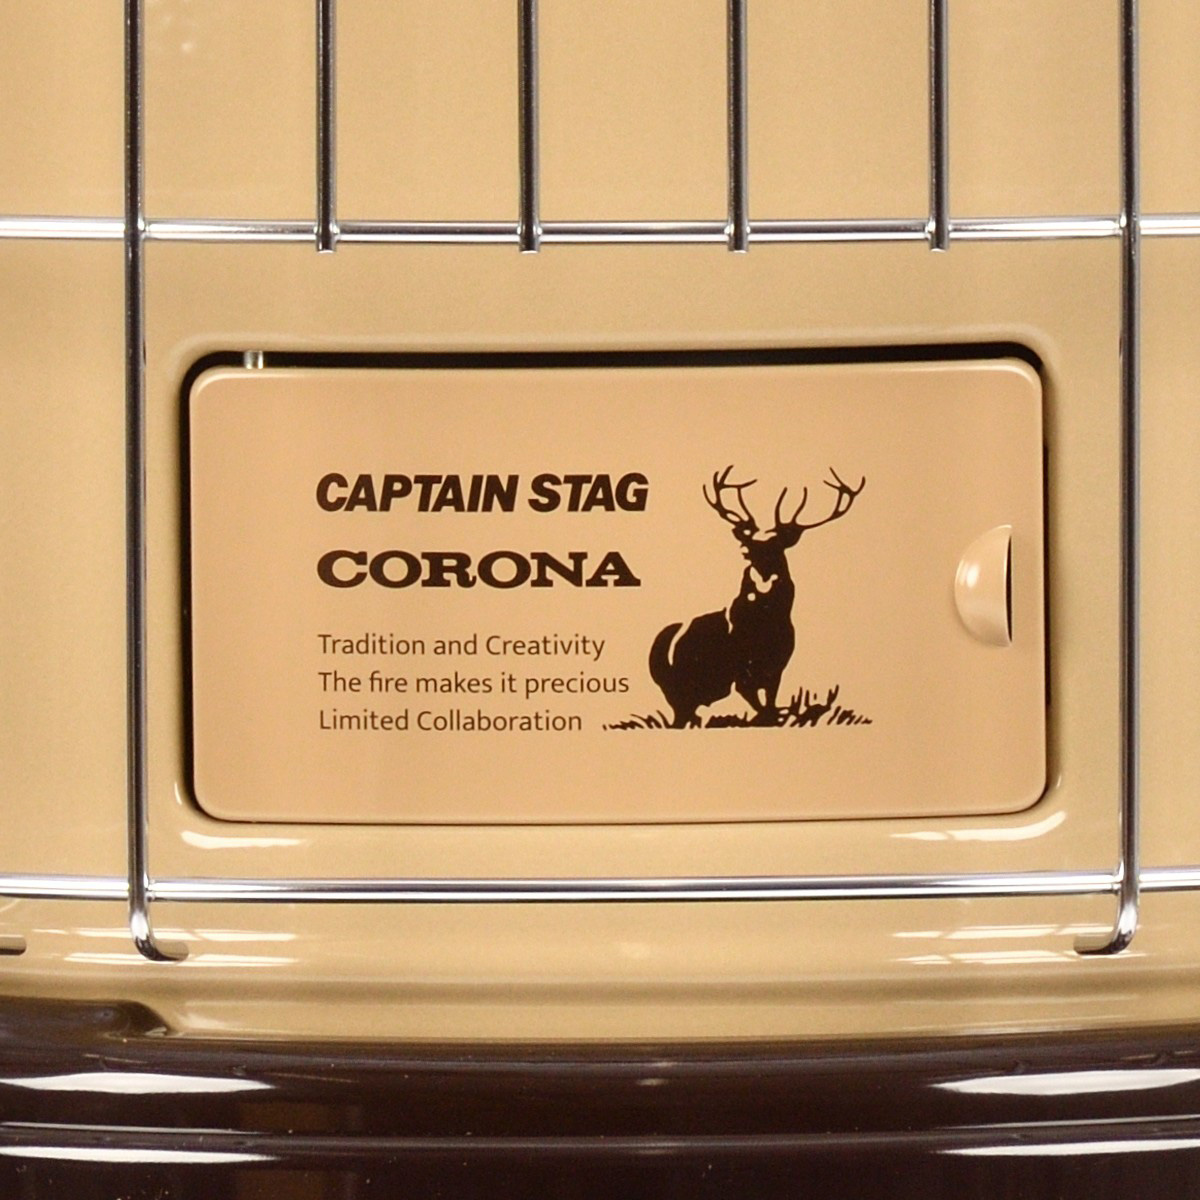 CAPTAIN STAG
CORONA
Tradition and Creativity
The fire makes it precious
Limited Collaboration